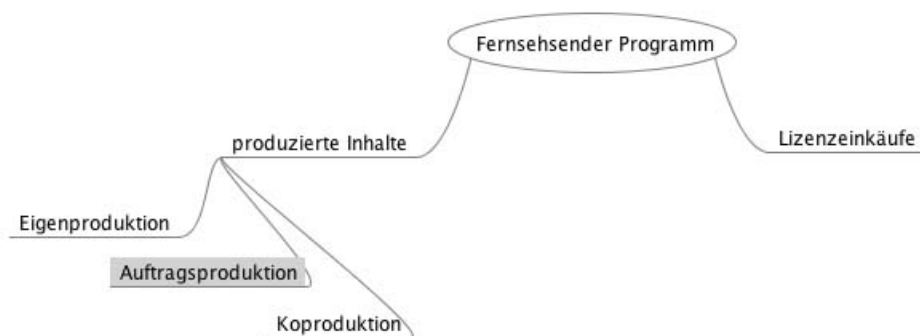 Fernsehsender Programm
produzierte Inhalte
Lizenzeinkäufe
Eigenproduktion
Auftragsproduktion
Koproduktion